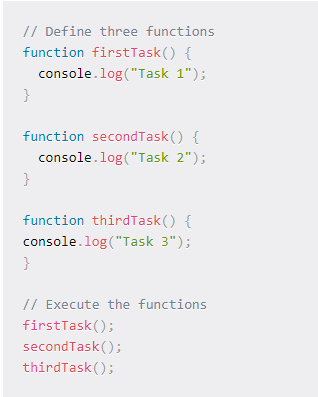 // Define three functions
function firstTask() {
  console.log("Task 1");
}

function secondTask() {
  console.log("Task 2");
}

function thirdTask() {
console.log("Task 3");
}

// Execute the functions
firstTask();
secondTask();
thirdTask();